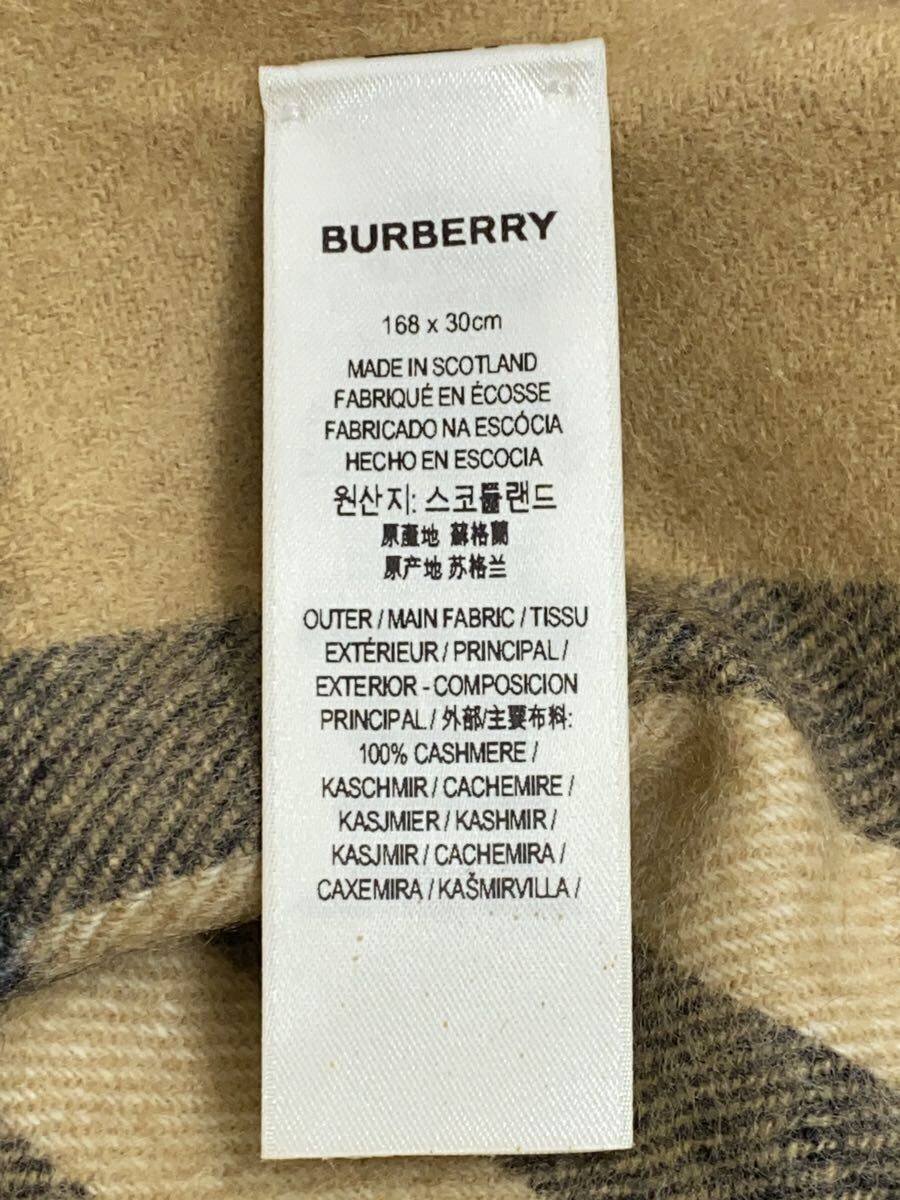 BURBERRY
168 x 30cm
MADE IN SCOTLAND
FABRIQUÉ EN ÉCOSSE
FABRICADO NA ESCÓCIA
HECHO EN ESCOCIA
원산지: 스코틀랜드
原產地 蘇格蘭
原产地 苏格兰
OUTER / MAIN FABRIC / TISSU
EXTÉRIEUR / PRINCIPAL /
EXTERIOR - COMPOSICION
PRINCIPAL / 外部/主要布料:
100% CASHMERE /
KASCHMIR / CACHEMIRE /
KASJMIER / KASHMIR /
KASJMIR / CACHEMIRA /
CAXEMIRA / KAŠMIRVILLA /